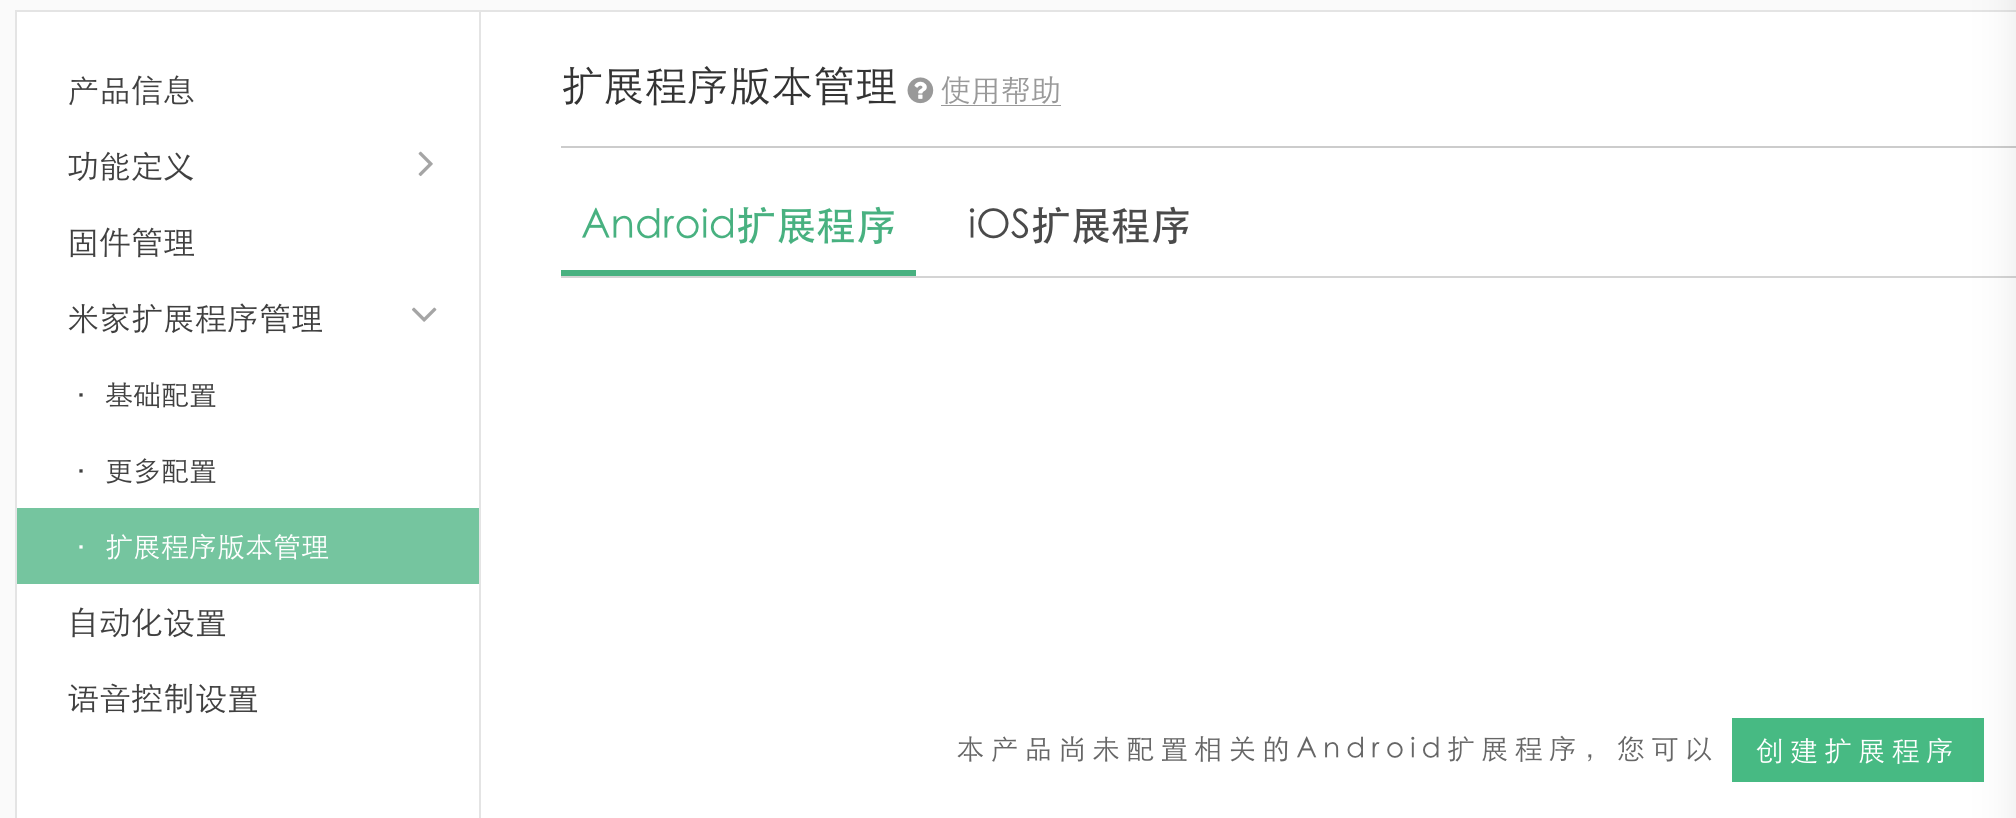 产品信息
功能定义
固件管理
米家扩展程序管理
· 基础配置
· 更多配置
· 扩展程序版本管理
自动化设置
语音控制设置
扩展程序版本管理 ? 使用帮助
Android扩展程序 iOS扩展程序
本产品尚未配置相关的Android扩展程序，您可以 创建扩展程序